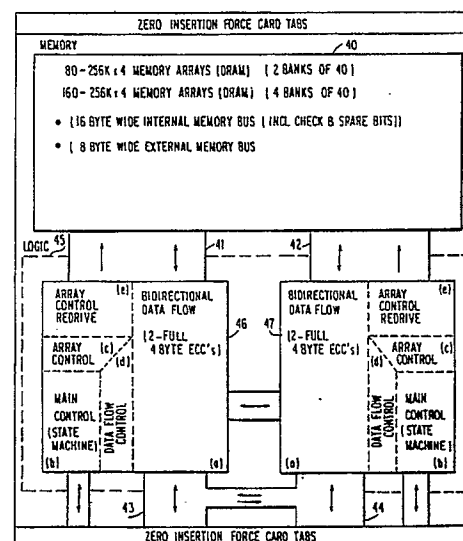 ZERO INSERTION FORCE CARD TABS
MEMORY
40
80-256K x 4 MEMORY ARRAYS (DRAM) ( 2 BANKS OF 40)
160-256K x 4 MEMORY ARRAYS (DRAM) ( 4 BANKS OF 40)
• (16 BYTE WIDE INTERNAL MEMORY BUS (INCL CHECK & SPARE BITS))
• ( 8 BYTE WIDE EXTERNAL MEMORY BUS
45
LOGIC
41
42
ARRAY CONTROL REDRIVE
(e)
ARRAY CONTROL
(c)
(d)
MAIN CONTROL (STATE MACHINE)
(b)
DATA FLOW CONTROL
BIDIRECTIONAL DATA FLOW
(2-FULL 4 BYTE ECC's)
(a)
46
47
BIDIRECTIONAL DATA FLOW
(2-FULL 4 BYTE ECC's)
(a)
(e)
ARRAY CONTROL REDRIVE
ARRAY CONTROL
(c)
(d)
DATA FLOW CONTROL
MAIN CONTROL (STATE MACHINE)
(b)
43
44
ZERO INSERTION FORCE CARD TABS